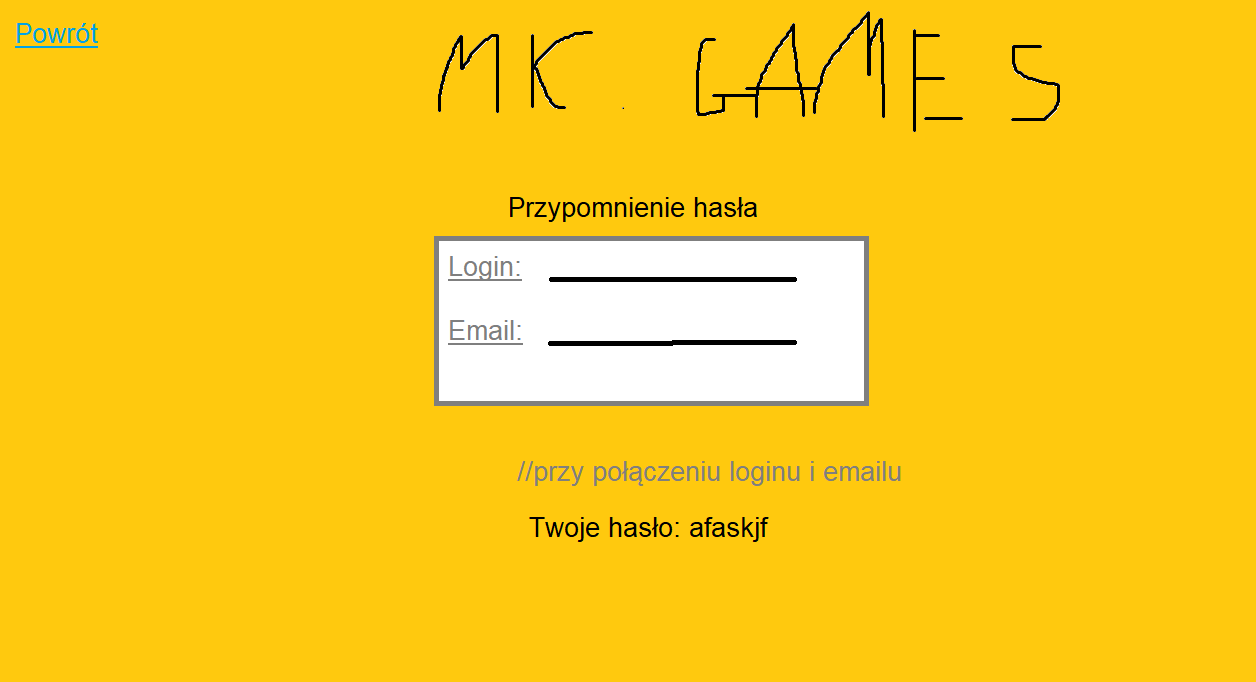 Powrót
MK. GAMES
Przypomnienie hasła
Login:
Email:
//przy połączeniu loginu i emailu
Twoje hasło: afaskjf